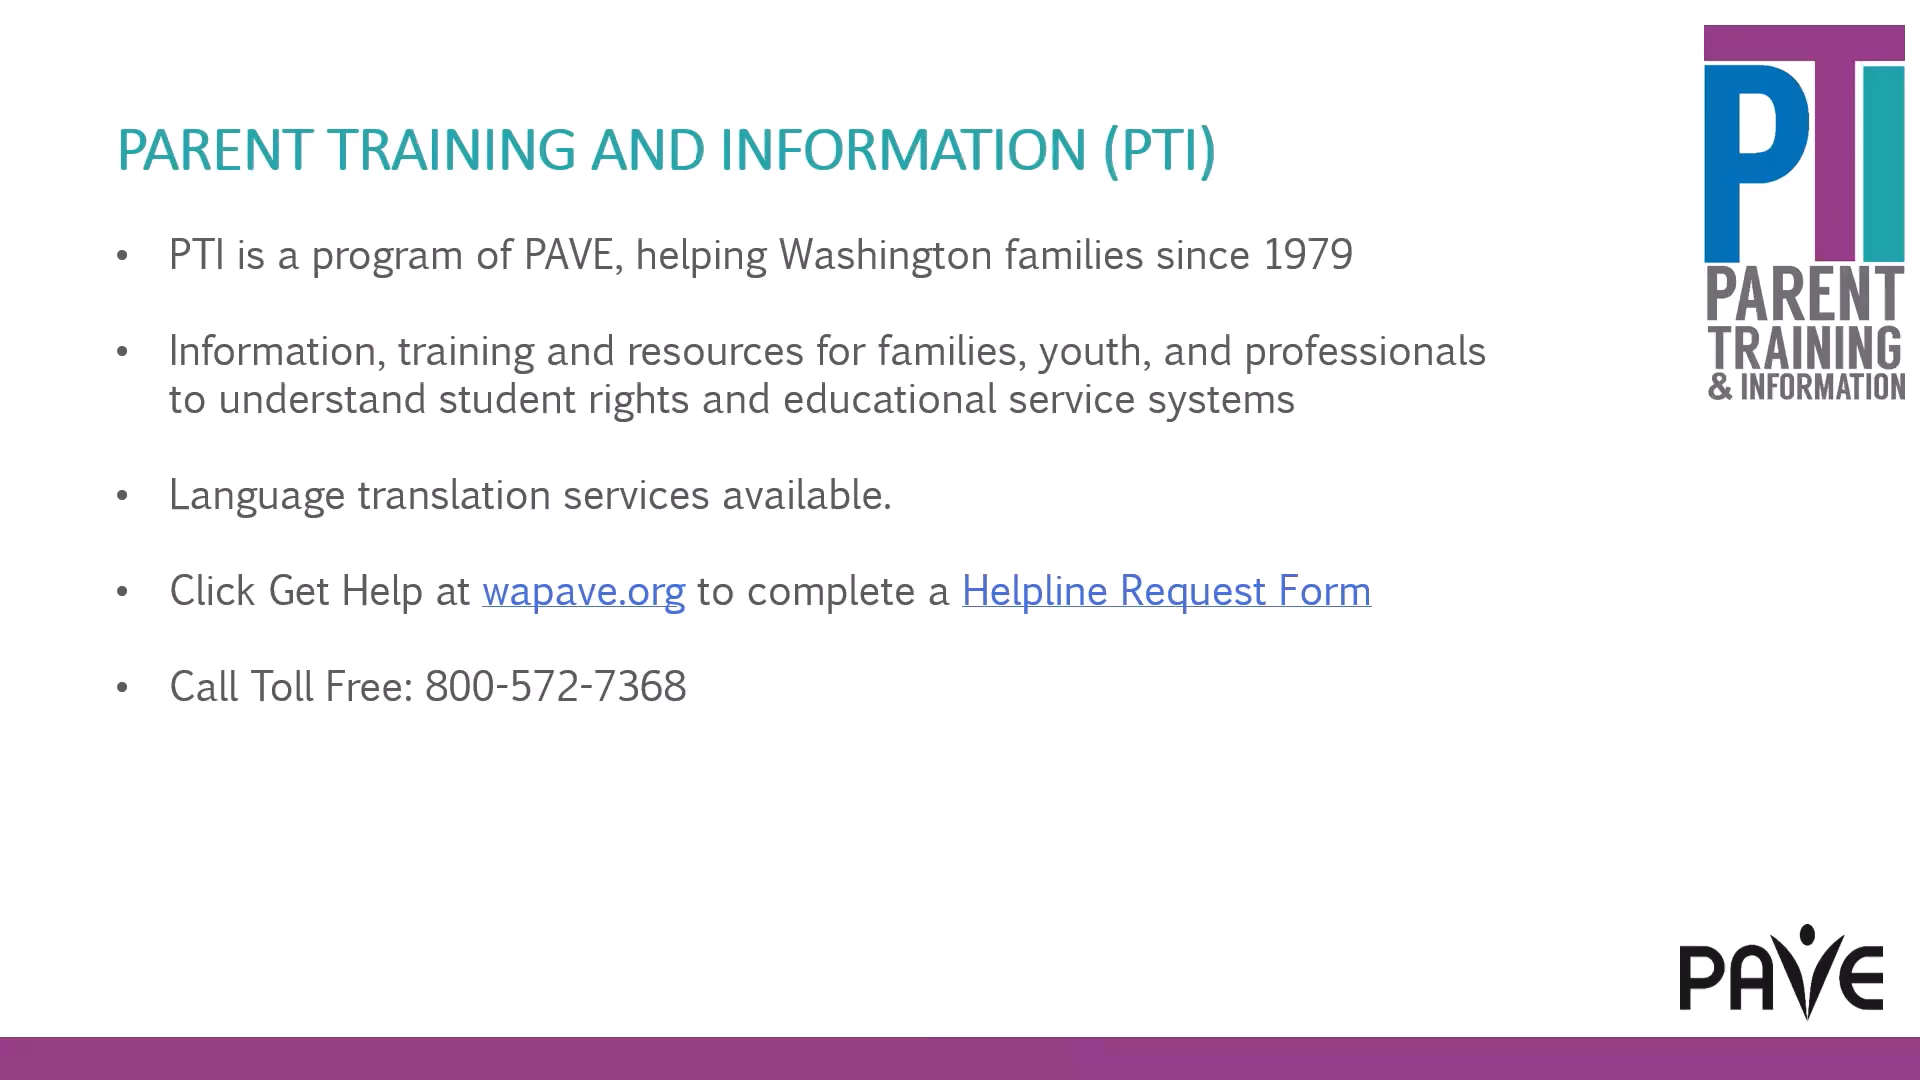 PARENT TRAINING AND INFORMATION (PTI)
• PTI is a program of PAVE, helping Washington families since 1979
• Information, training and resources for families, youth, and professionals
to understand student rights and educational service systems
• Language translation services available.
• Click Get Help at wapave.org to complete a Helpline Request Form
• Call Toll Free: 800-572-7368
PTI
PARENT
TRAINING
& INFORMATION
PAVE